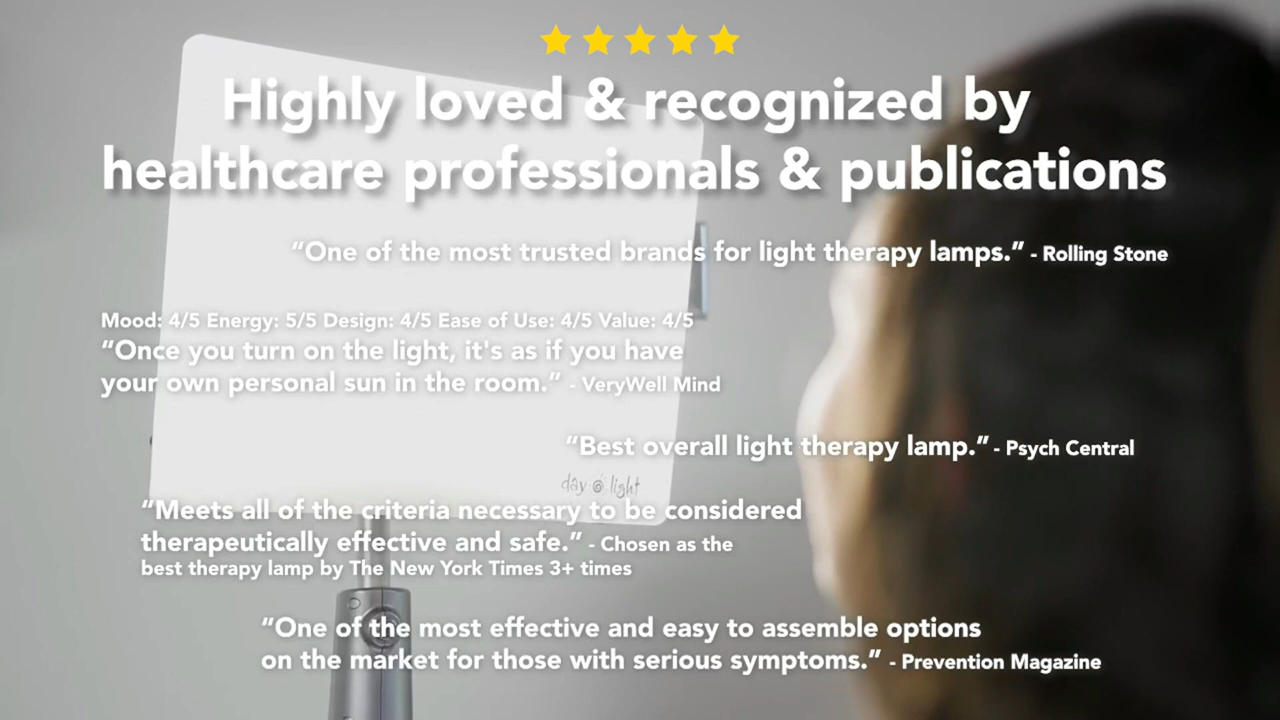 Highly loved & recognized by
healthcare professionals & publications
“One of the most trusted brands for light therapy lamps.” - Rolling Stone
Mood: 4/5 Energy: 5/5 Design: 4/5 Ease of Use: 4/5 Value: 4/5
“Once you turn on the light, it's as if you have
your own personal sun in the room.” - VeryWell Mind
“Best overall light therapy lamp.” - Psych Central
day light
“Meets all of the criteria necessary to be considered
therapeutically effective and safe.” - Chosen as the
best therapy lamp by The New York Times 3+ times
“One of the most effective and easy to assemble options
on the market for those with serious symptoms.” - Prevention Magazine